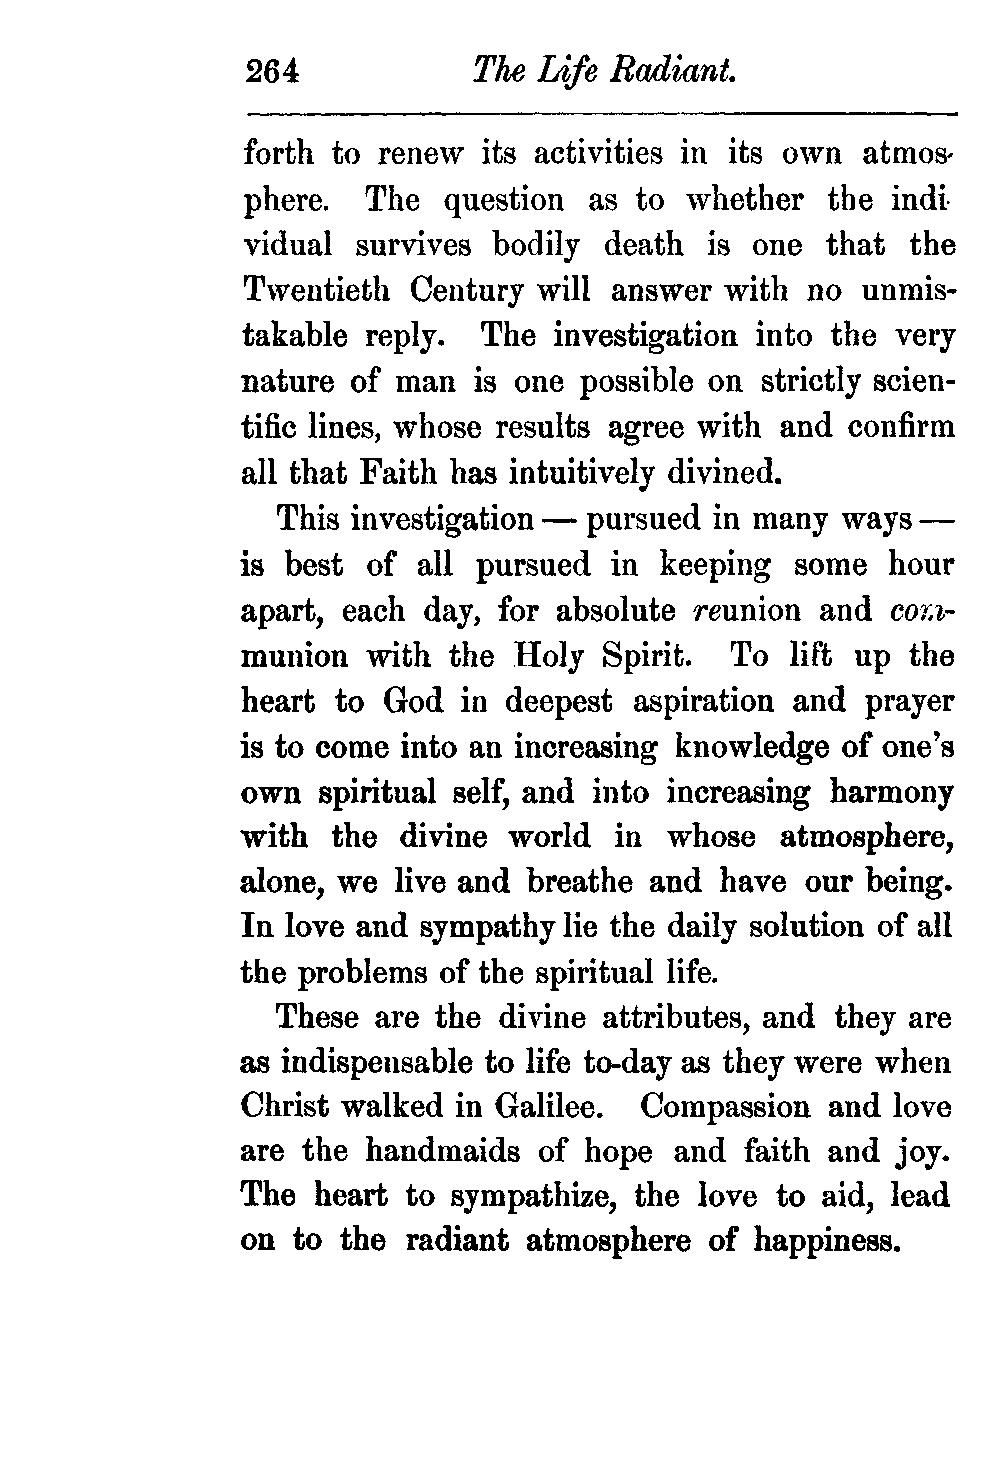 264 The Life Radiant.
forth to renew its activities in its own atmos-
phere. The question as to whether the indi-
vidual survives bodily death is one that the
Twentieth Century will answer with no unmis-
takable reply. The investigation into the very
nature of man is one possible on strictly scien-
tific lines, whose results agree with and confirm
all that Faith has intuitively divined.
This investigation — pursued in many ways —
is best of all pursued in keeping some hour
apart, each day, for absolute reunion and com-
munion with the Holy Spirit. To lift up the
heart to God in deepest aspiration and prayer
is to come into an increasing knowledge of one's
own spiritual self, and into increasing harmony
with the divine world in whose atmosphere,
alone, we live and breathe and have our being.
In love and sympathy lie the daily solution of all
the problems of the spiritual life.
These are the divine attributes, and they are
as indispensable to life to-day as they were when
Christ walked in Galilee. Compassion and love
are the handmaids of hope and faith and joy.
The heart to sympathize, the love to aid, lead
on to the radiant atmosphere of happiness.